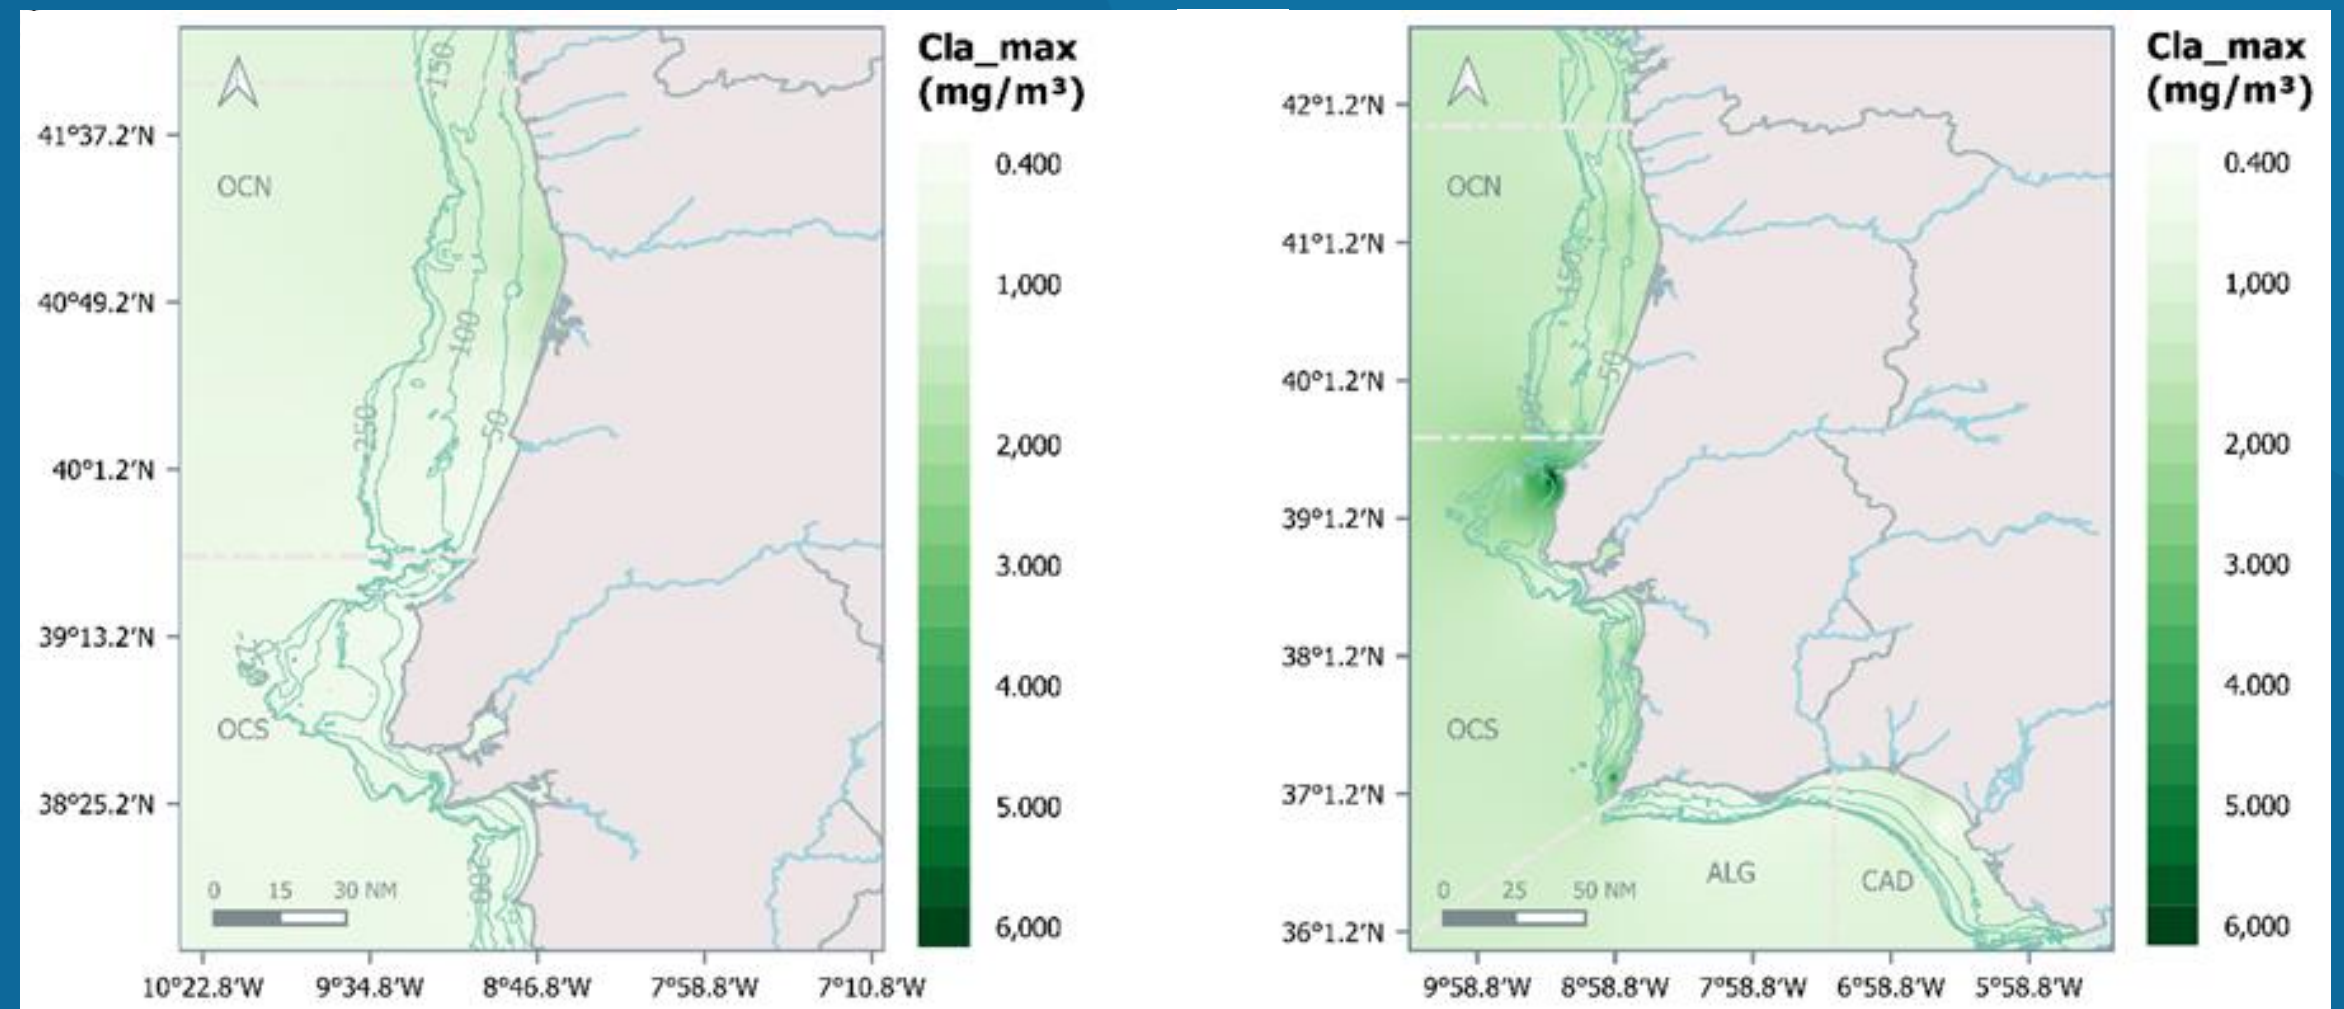 Cla_max
(mg/m³)
0.400
1,000
2,000
3.000
4.000
5.000
6,000
41°37.2'N
40°49.2'N
40°1.2'N
39°13.2'N
38°25.2'N
OCN
OCS
150
100
250
50
0 15 30 NM
10°22.8'W 9°34.8'W 8°46.8'W 7°58.8'W 7°10.8'W
Cla_max
(mg/m³)
0.400
1,000
2,000
3.000
4.000
5.000
6,000
42°1.2'N
41°1.2'N
40°1.2'N
39°1.2'N
38°1.2'N
37°1.2'N
36°1.2'N
OCN
OCS
ALG
CAD
150
50
0 25 50 NM
9°58.8'W 8°58.8'W 7°58.8'W 6°58.8'W 5°58.8'W